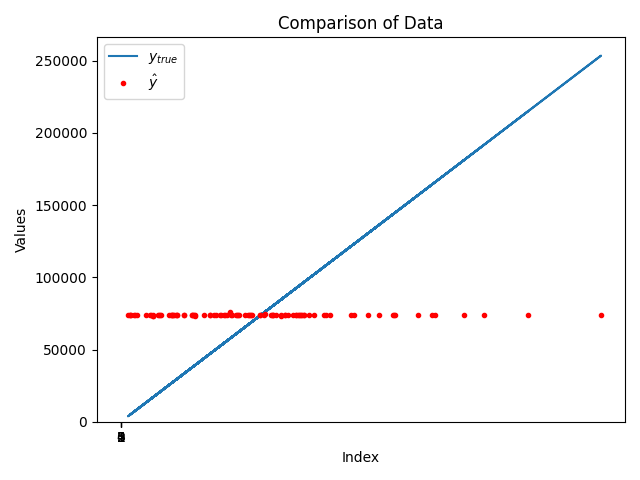 Comparison of Data
y_true
ŷ
250000
200000
150000
100000
50000
0
Values
Index